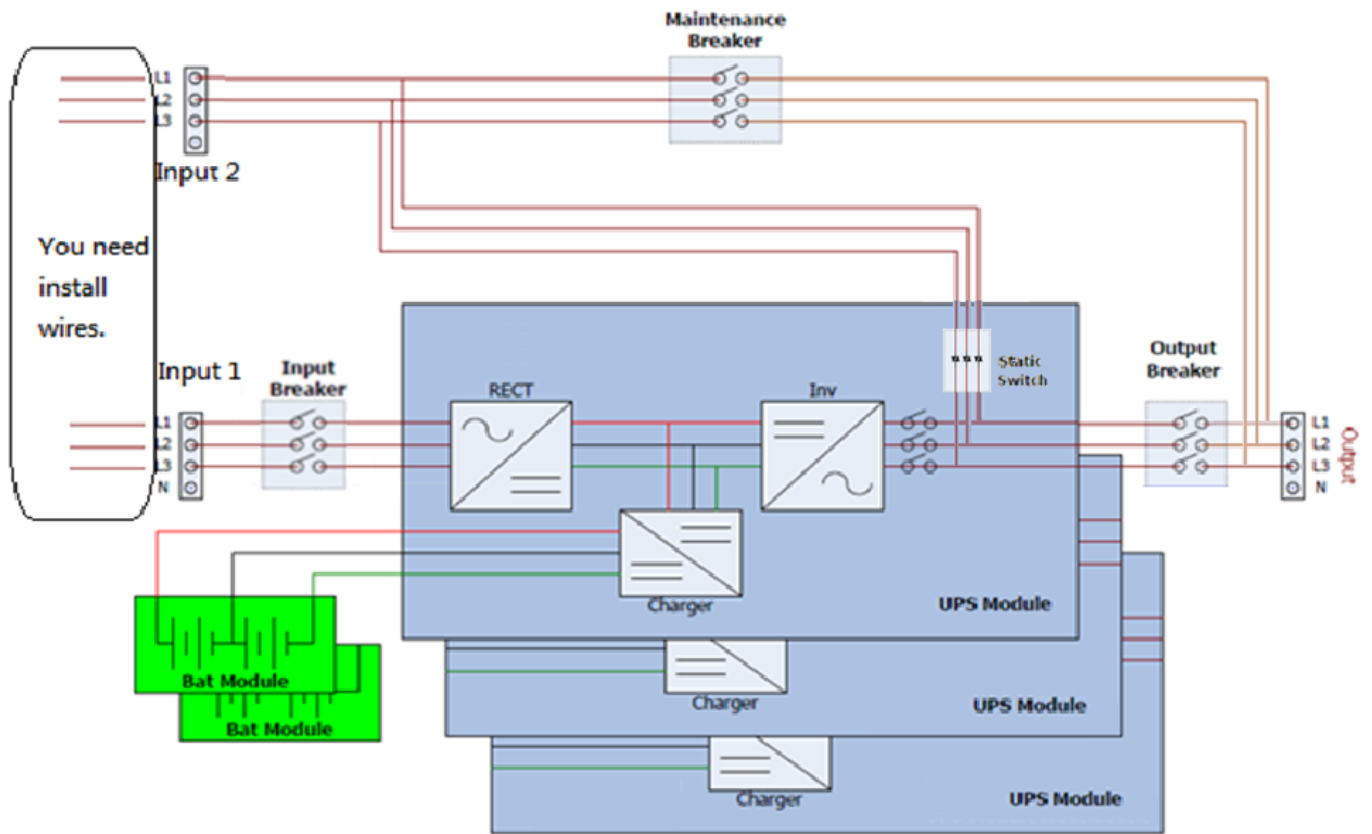 Maintenance
Breaker
L1
L2
L3
Input 2
You need
install
wires.
Input 1
Input
Breaker
L1
L2
L3
N
RECT
Inv
Static
Switch
Output
Breaker
L1
L2
L3
N
Output
Charger
UPS Module
Bat Module
Charger
UPS Module
Bat Module
Charger
UPS Module